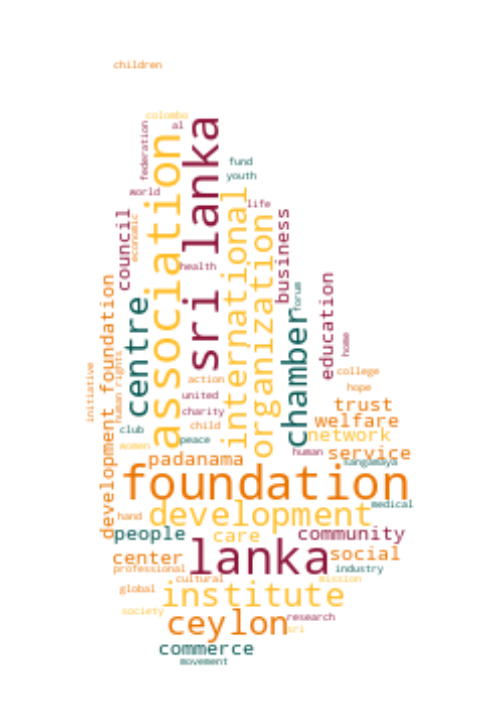 children
colombo
al
federation
association
sri lanka
fund
youth
world
life
international
organization
business
council
economic
health
centre
chamber
forum
education
home
development foundation
initiative
human rights
action
college
hope
united
charity
child
trust
welfare
club
peace
women
network
human
service
padanama
sangamaya
foundation
medical
hand
development
people
care
community
center
lanka
social
professional
industry
cultural
mission
global
institute
society
research
ceylon
sri
commerce
movement